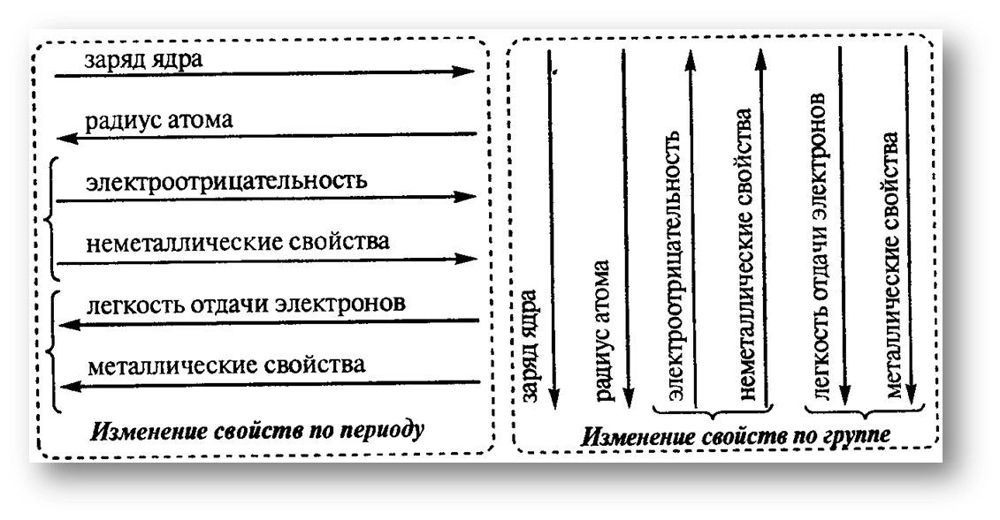 заряд ядра
радиус атома
электроотрицательность
неметаллические свойства
легкость отдачи электронов
металлические свойства
Изменение свойств по периоду
заряд ядра
радиус атома
электроотрицательность
неметаллические свойства
легкость отдачи электронов
металлические свойства
Изменение свойств по группе